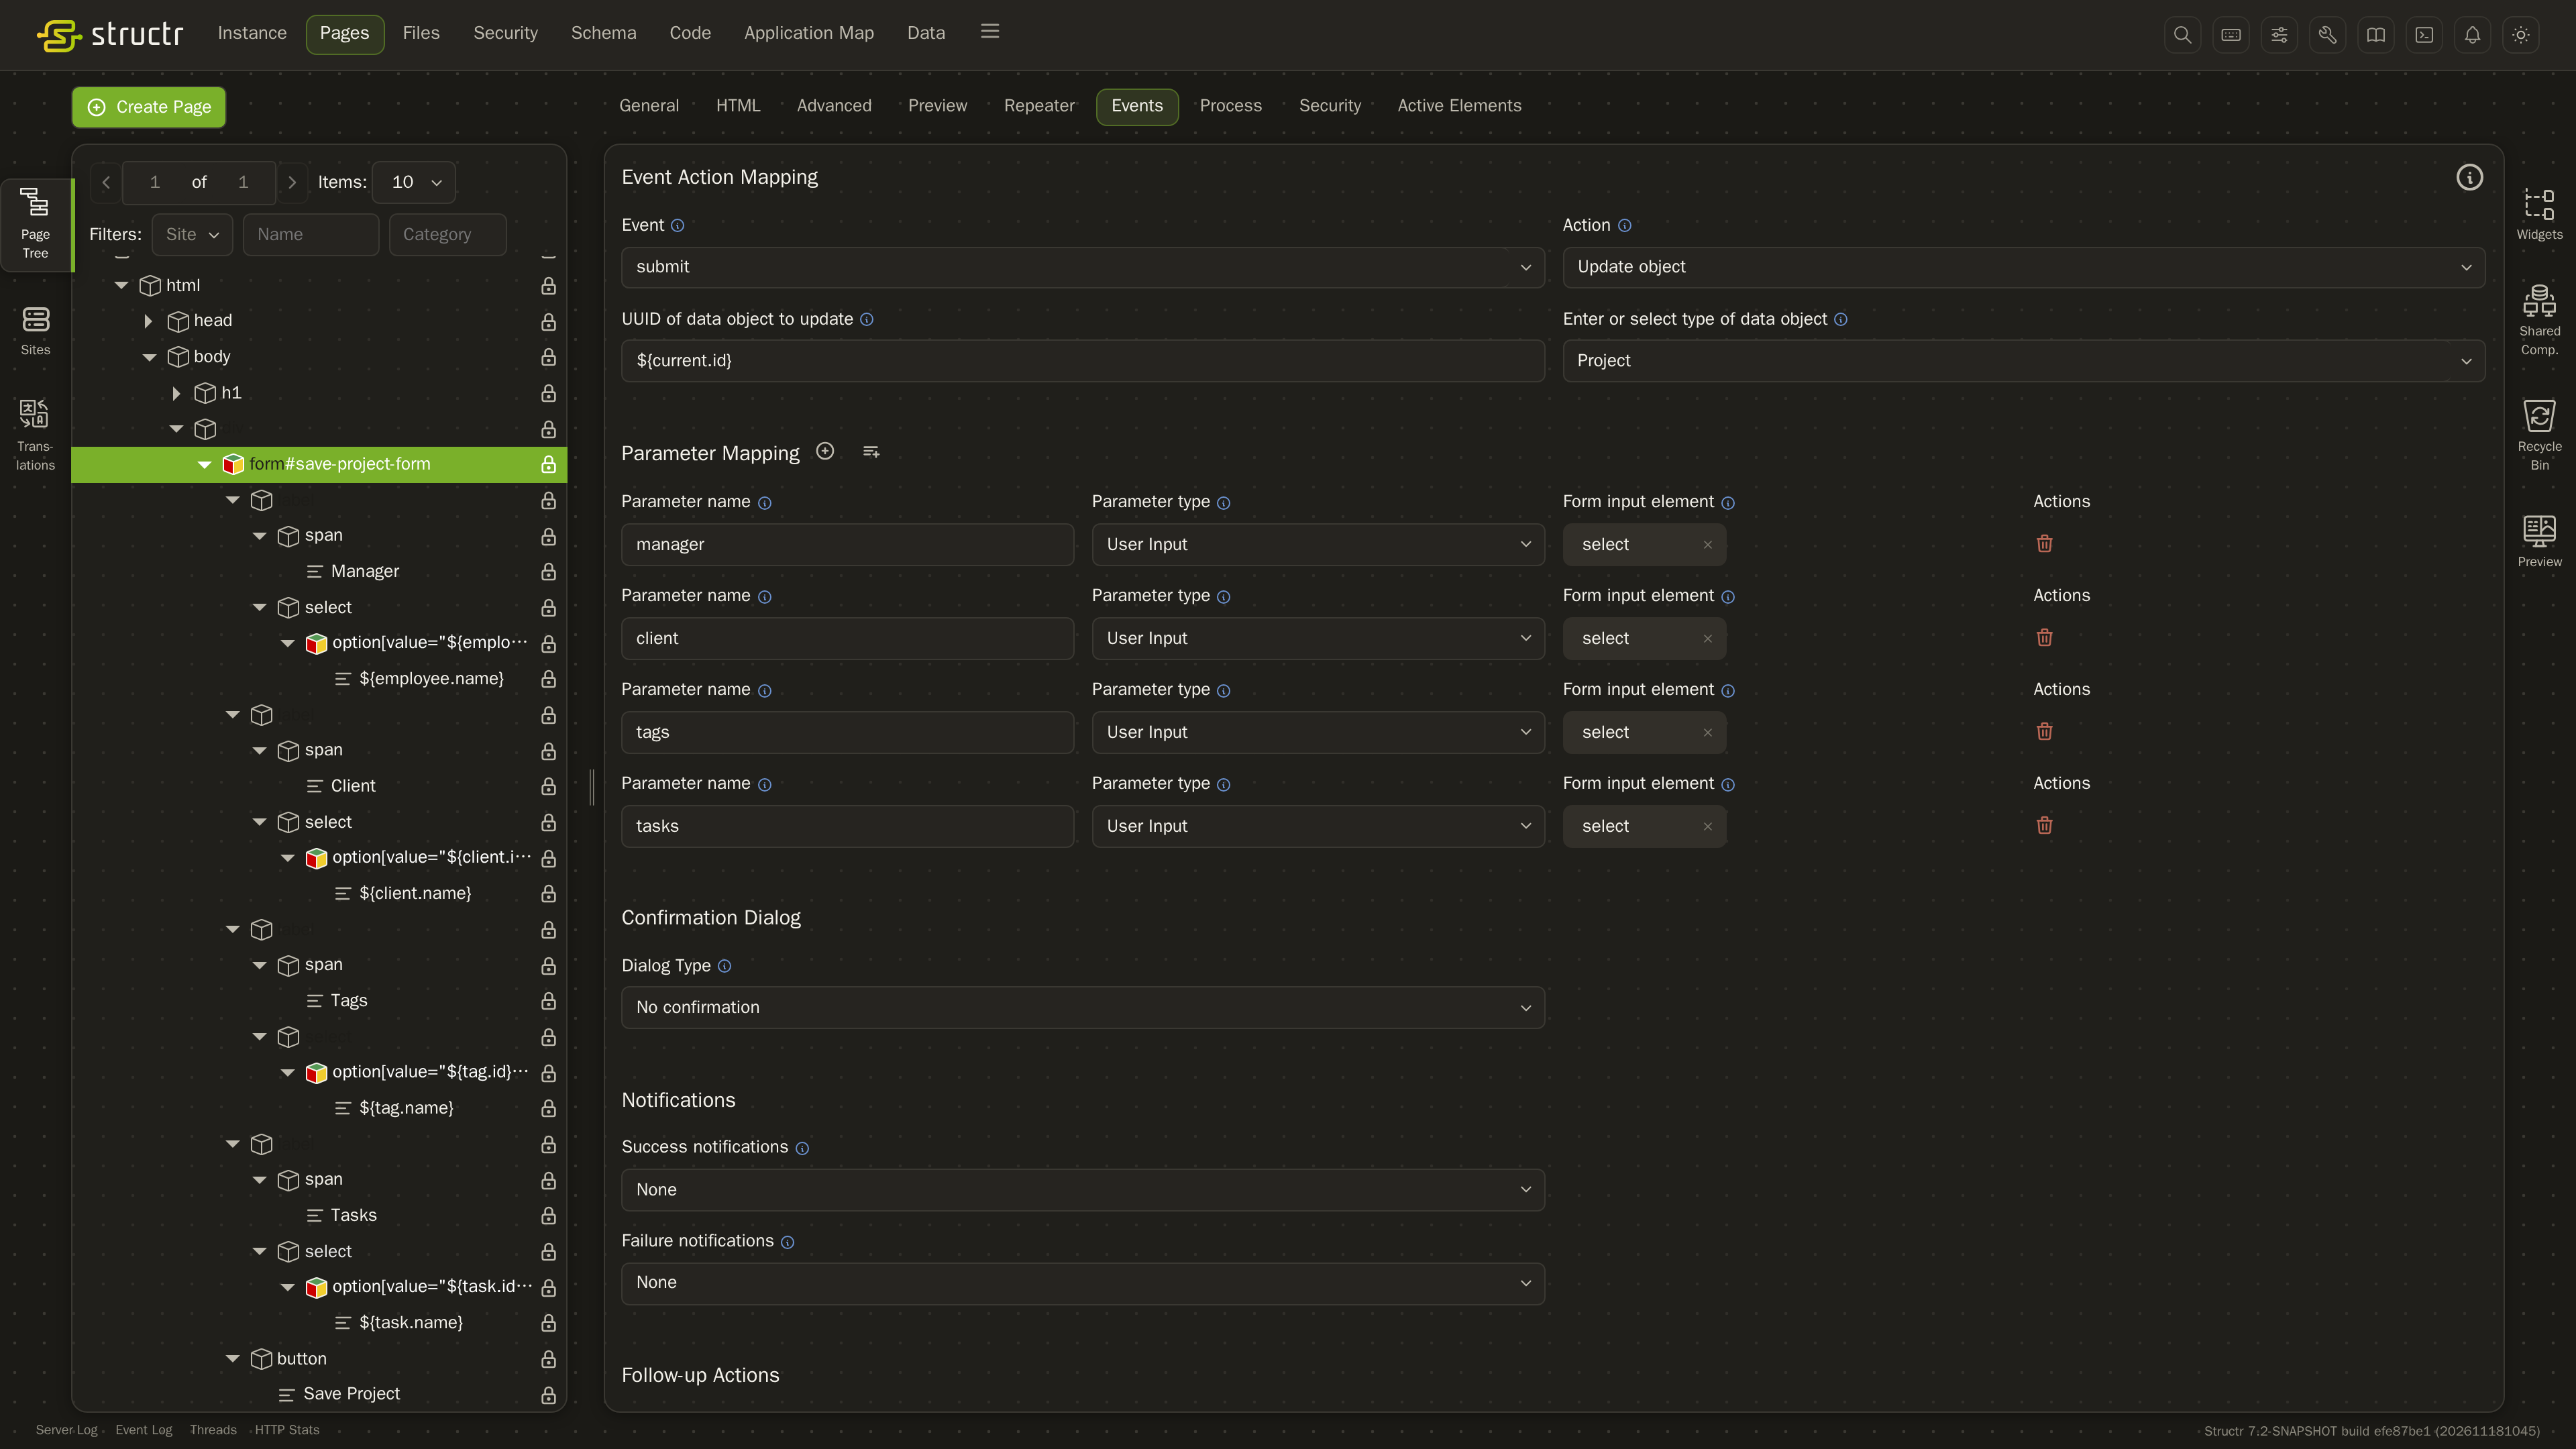 structr
Instance Pages Files Security Schema Code Application Map Data
Create Page
General HTML Advanced Preview Repeater Events Process Security Active Elements
Page Tree
Sites
Trans-
lations
1 of 1 Items: 10
Filters: Site Name Category
html
head
body
h1
form#save-project-form
span
Manager
select
option[value="${emplo···
${employee.name}
span
Client
select
option[value="${client.i···
${client.name}
span
Tags
option[value="${tag.id}···
${tag.name}
span
Tasks
select
option[value="${task.id···
${task.name}
button
Save Project
Event Action Mapping
Event Action
submit Update object
UUID of data object to update Enter or select type of data object
${current.id} Project
Parameter Mapping
Parameter name Parameter type Form input element Actions
manager User Input select ×
Parameter name Parameter type Form input element Actions
client User Input select ×
Parameter name Parameter type Form input element Actions
tags User Input select ×
Parameter name Parameter type Form input element Actions
tasks User Input select ×
Confirmation Dialog
Dialog Type
No confirmation
Notifications
Success notifications
None
Failure notifications
None
Follow-up Actions
Widgets
Shared
Comp.
Recycle
Bin
Preview
Server Log Event Log Threads HTTP Stats
Structr 7.2-SNAPSHOT build efe87be1 (202611181045)